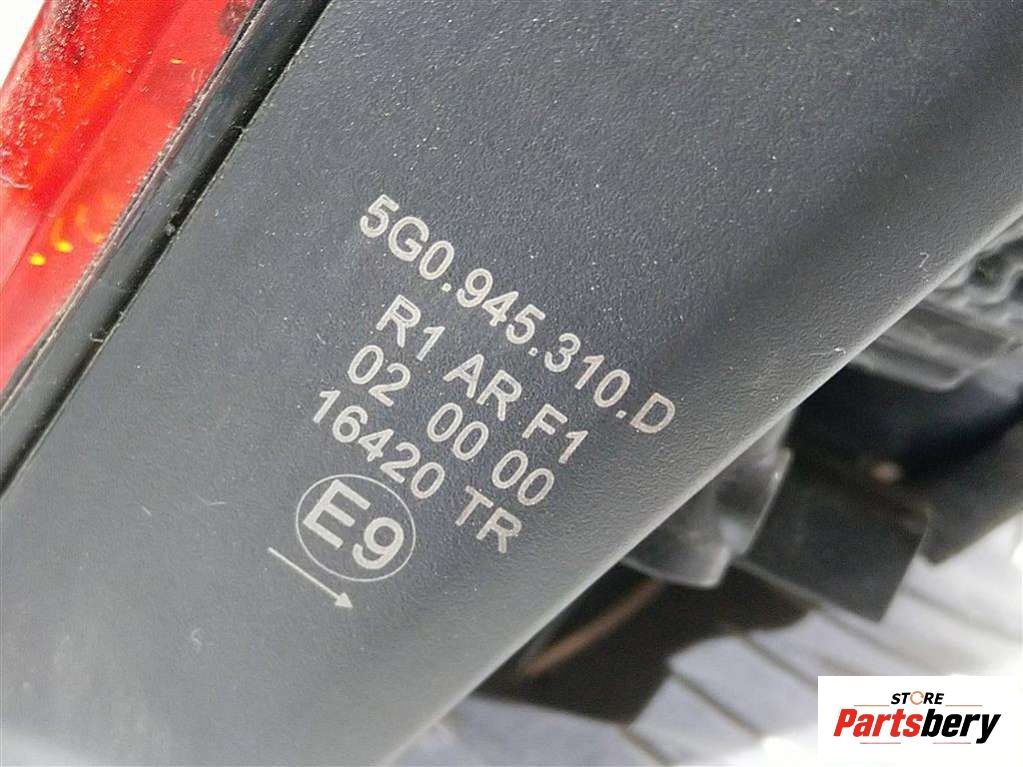 5G0.945.310.D
R1 AR F1
02 00 00
16420 TR
E9
STORE
Partsbery